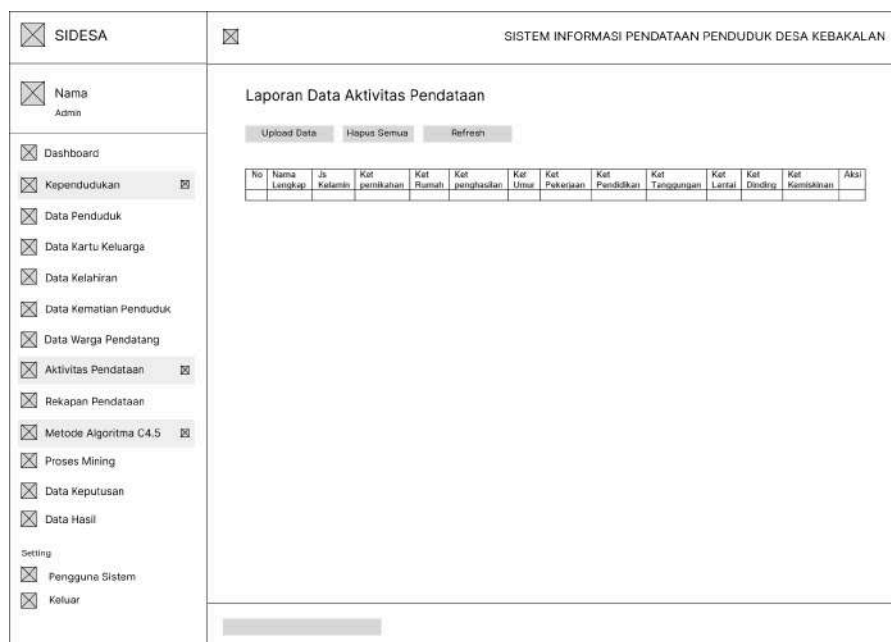 SIDESA
SISTEM INFORMASI PENDATAAN PENDUDUK DESA KEBAKALAN
Nama
Admin
Dashboard
Kependudukan
Data Penduduk
Data Kartu Keluarga
Data Kelahiran
Data Kematian Penduduk
Data Warga Pendatang
Aktivitas Pendataan
Rekapan Pendataan
Metode Algoritma C4.5
Proses Mining
Data Keputusan
Data Hasil
Setting
Pengguna Sistem
Keluar
Laporan Data Aktivitas Pendataan
Upload Data Hapus Semua Refresh
No Nama Js Ket Ket Ket Ket Ket Ket Ket Ket Ket Ket Aksi
Lengkap Kelamin pernikahan Rumah penghasilan Umur Pekerjaan Pendidikan Tanggungan Lantai Dinding Kemiskinan